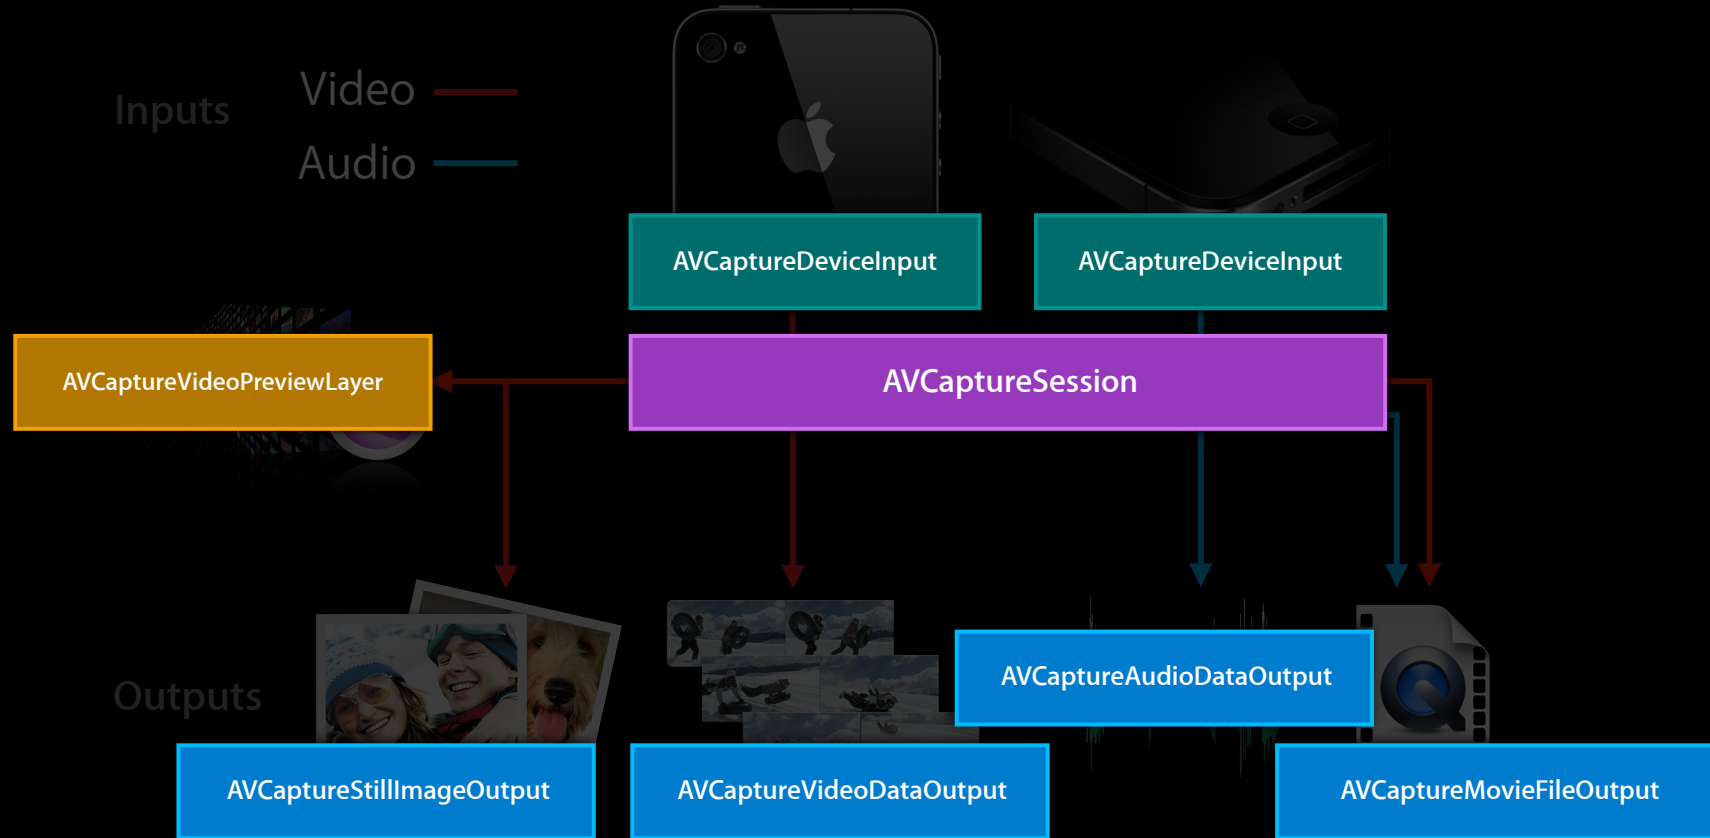 Inputs
Video
Audio
AVCaptureDeviceInput
AVCaptureDeviceInput
AVCaptureVideoPreviewLayer
AVCaptureSession
Outputs
AVCaptureAudioDataOutput
AVCaptureStillImageOutput
AVCaptureVideoDataOutput
AVCaptureMovieFileOutput